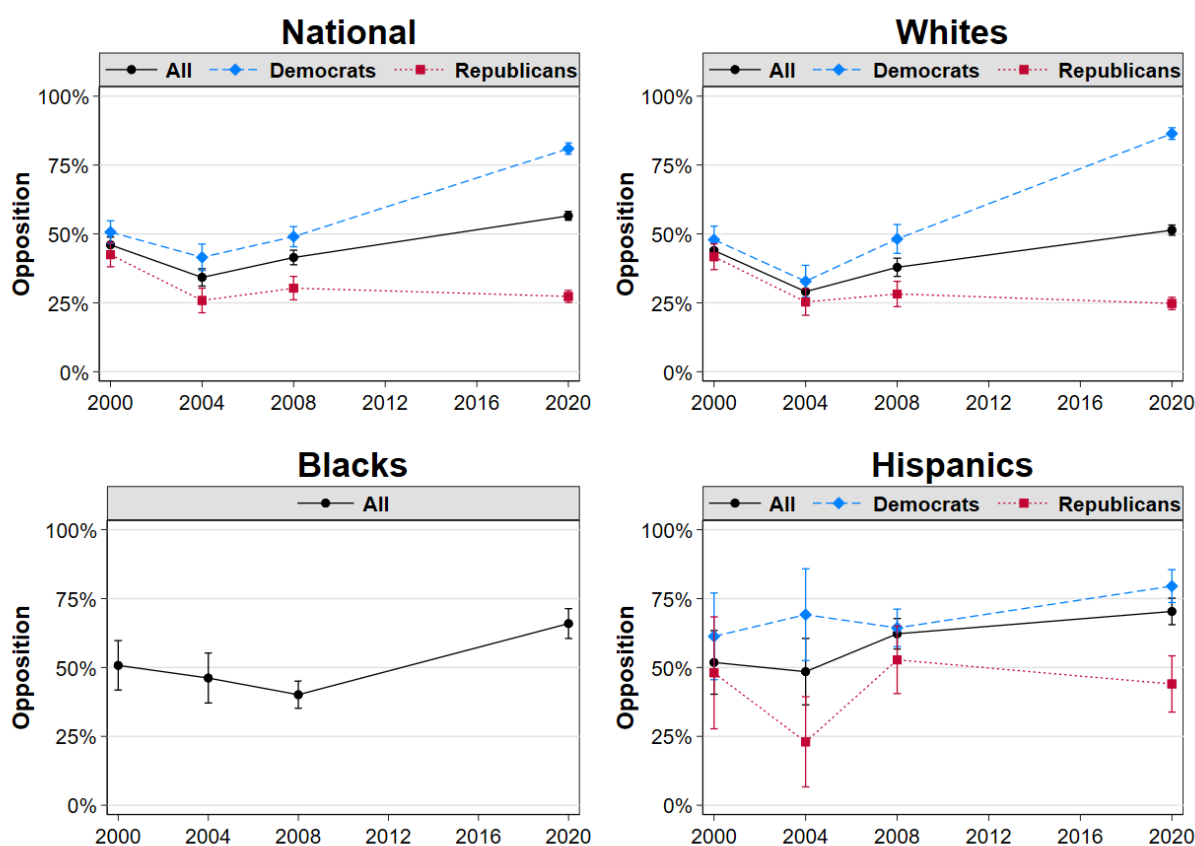 National
All Democrats Republicans
100%
75%
50%
25%
0%
Opposition
2000 2004 2008 2012 2016 2020
Whites
All Democrats Republicans
100%
75%
50%
25%
0%
Opposition
2000 2004 2008 2012 2016 2020
Blacks
All
100%
75%
50%
25%
0%
Opposition
2000 2004 2008 2012 2016 2020
Hispanics
All Democrats Republicans
100%
75%
50%
25%
0%
Opposition
2000 2004 2008 2012 2016 2020